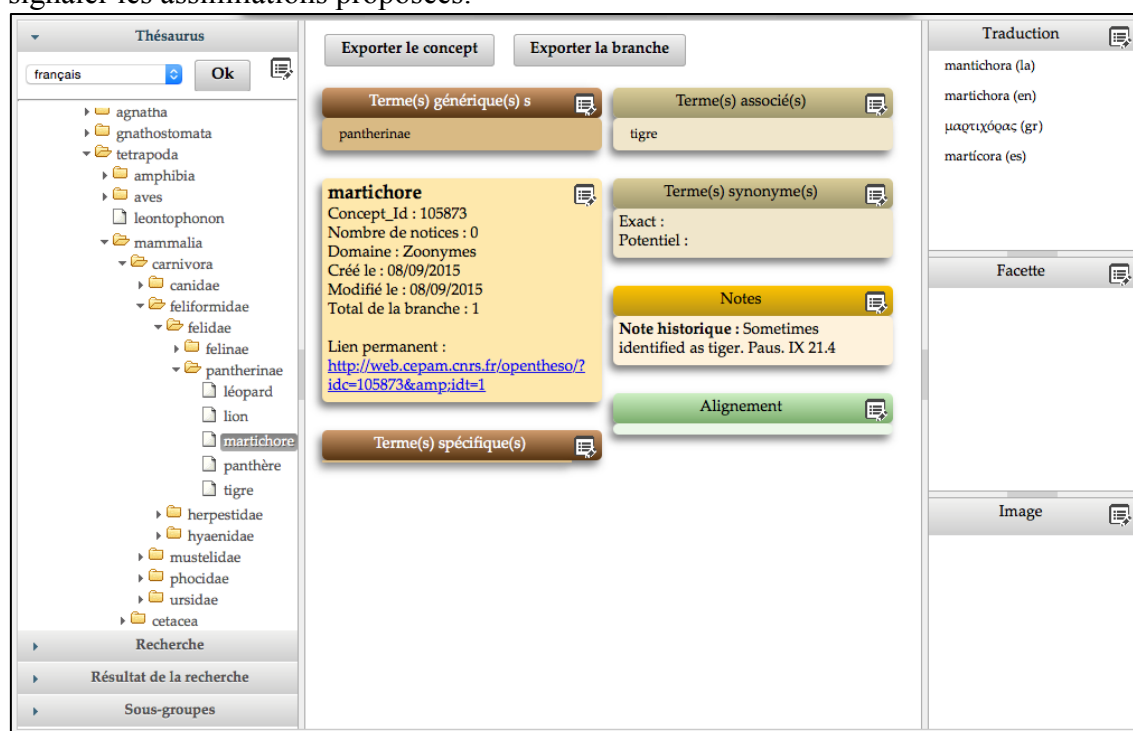 signaler les assimilations proposées.
Thésaurus
français
Ok
agnatha
gnathostomata
tetrapoda
amphibia
aves
leontophonon
mammalia
carnivora
canidae
feliformidae
felidae
felinae
pantherinae
léopard
lion
martichore
panthère
tigre
herpestidae
hyaenidae
mustelidae
phocidae
ursidae
cetacea
Recherche
Résultat de la recherche
Sous-groupes
Exporter le concept
Exporter la branche
Terme(s) générique(s) s
pantherinae
Terme(s) associé(s)
tigre
martichore
Concept_Id : 105873
Nombre de notices : 0
Domaine : Zoonymes
Créé le : 08/09/2015
Modifié le : 08/09/2015
Total de la branche : 1
Lien permanent :
http://web.cepam.cnrs.fr/opentheso/?
idc=105873&amp;idt=1
Terme(s) synonyme(s)
Exact :
Potentiel :
Notes
Note historique : Sometimes
identified as tiger. Paus. IX 21.4
Alignement
Terme(s) spécifique(s)
Traduction
mantichora (la)
martichora (en)
μαρτιχόρας (gr)
martícora (es)
Facette
Image